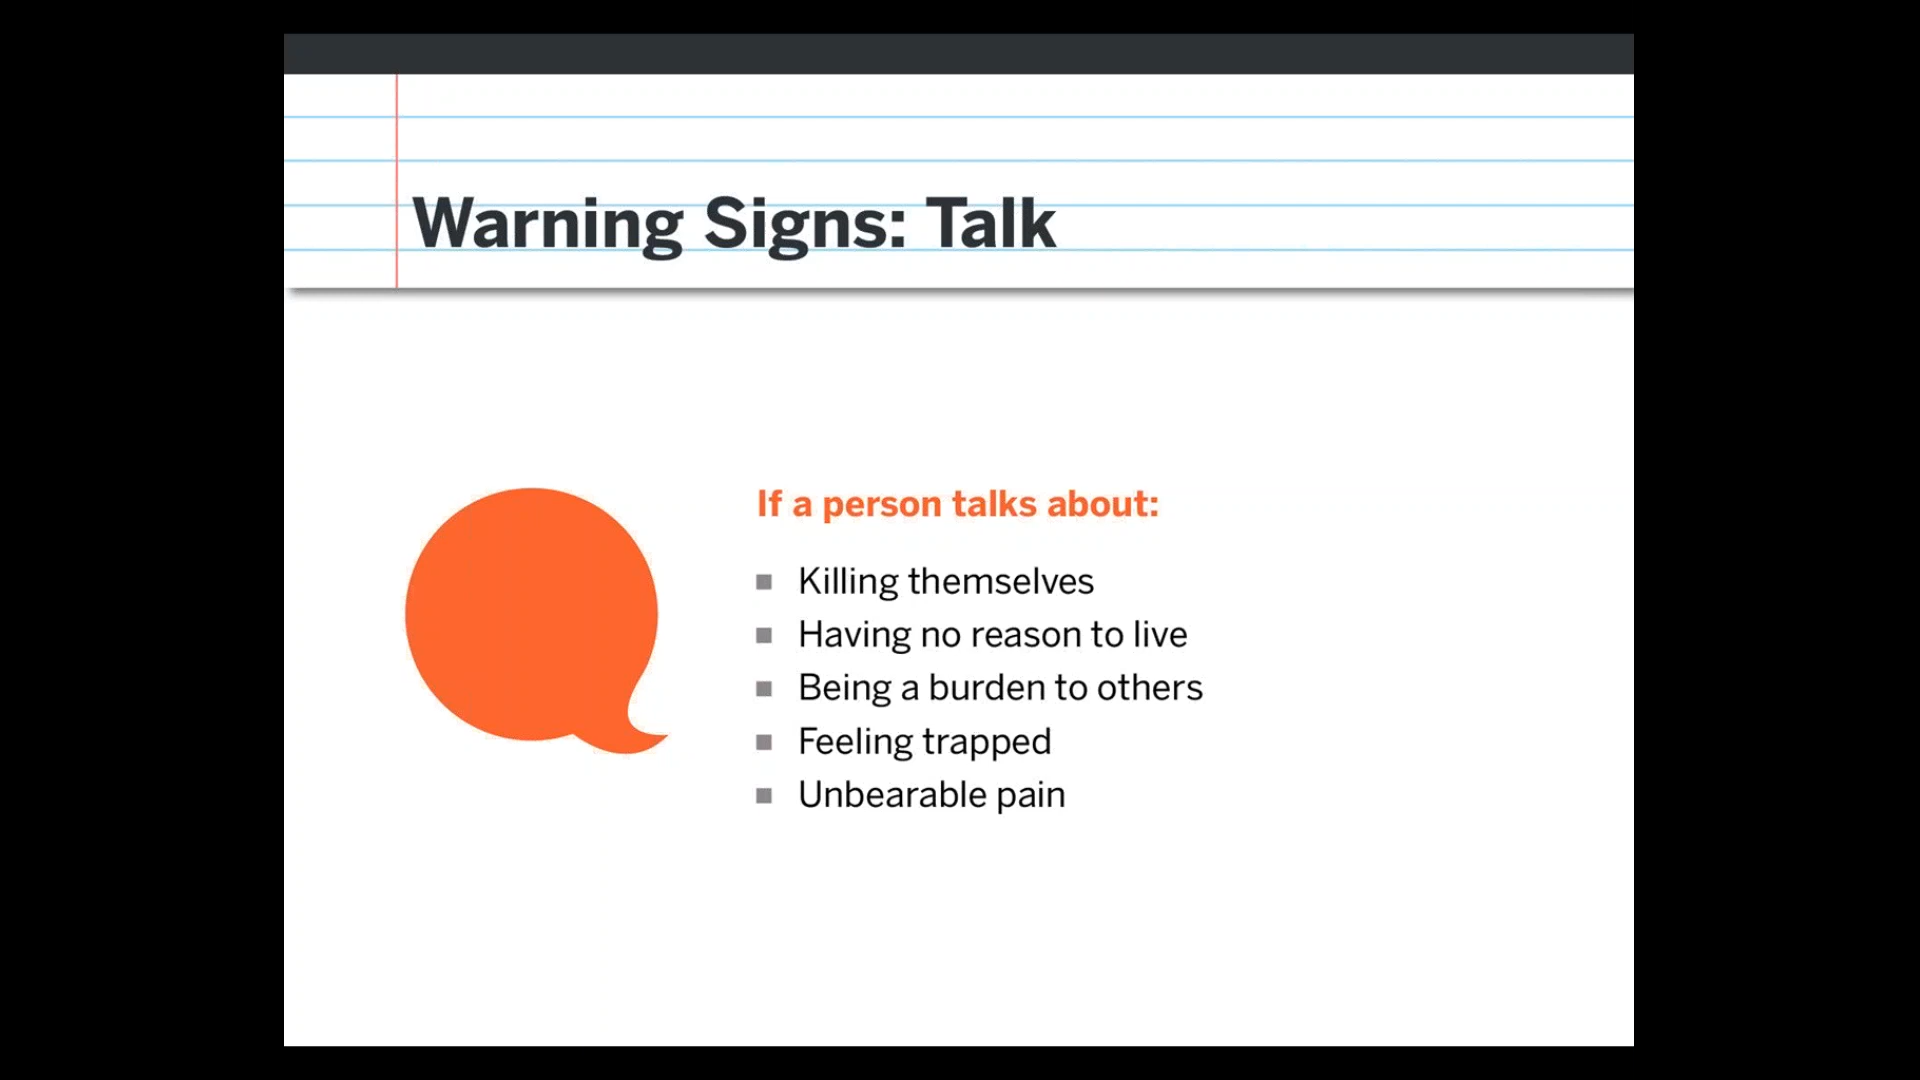 Warning Signs: Talk
If a person talks about:
Killing themselves
Having no reason to live
Being a burden to others
Feeling trapped
Unbearable pain